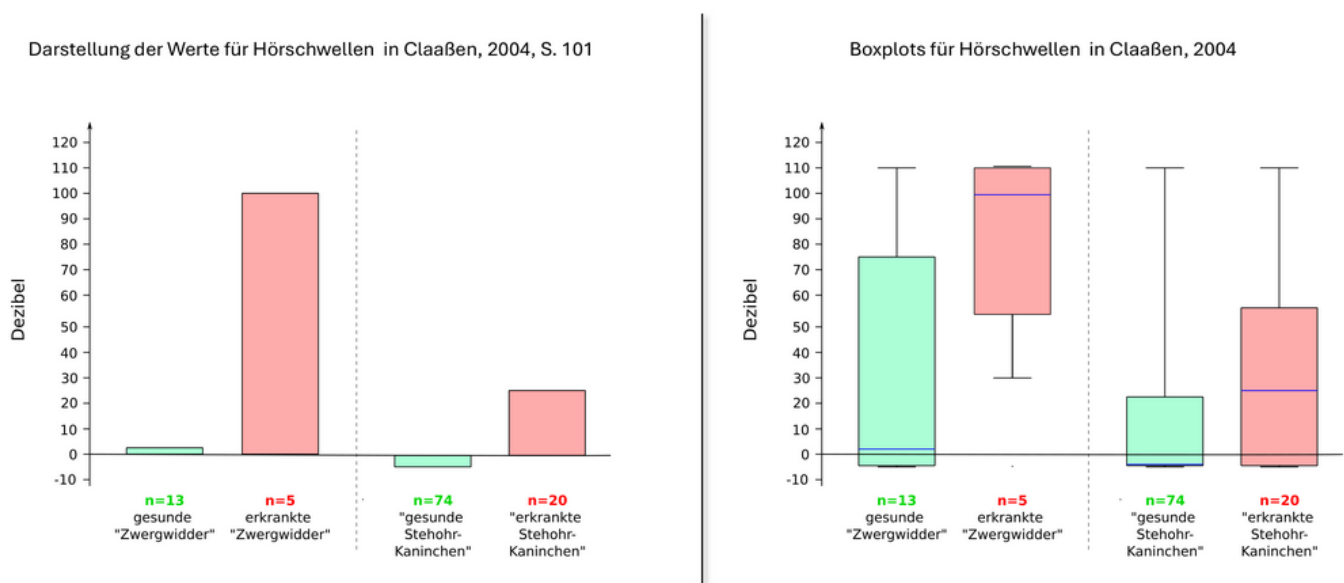 Darstellung der Werte für Hörschwellen in Claaßen, 2004, S. 101
120
110
100
90
80
70
60
50
40
30
20
10
0
-10
Dezibel
n=13
gesunde
"Zwergwidder"
n=5
erkrankte
"Zwergwidder"
n=74
"gesunde
Stehohr-
Kaninchen"
n=20
"erkrankte
Stehohr-
Kaninchen"
Boxplots für Hörschwellen in Claaßen, 2004
120
110
100
90
80
70
60
50
40
30
20
10
0
-10
Dezibel
n=13
gesunde
"Zwergwidder"
n=5
erkrankte
"Zwergwidder"
n=74
"gesunde
Stehohr-
Kaninchen"
n=20
"erkrankte
Stehohr-
Kaninchen"